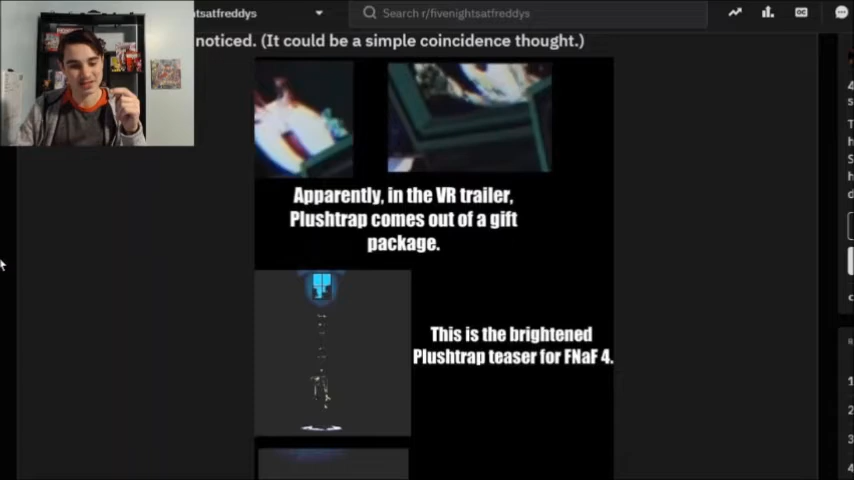 ntsatfreddys
Search r/fivenightsatfreddys
noticed. (It could be a simple coincidence thought.)
Apparently, in the VR trailer,
Plushtrap comes out of a gift
package.
This is the brightened
Plushtrap teaser for FNaF 4.